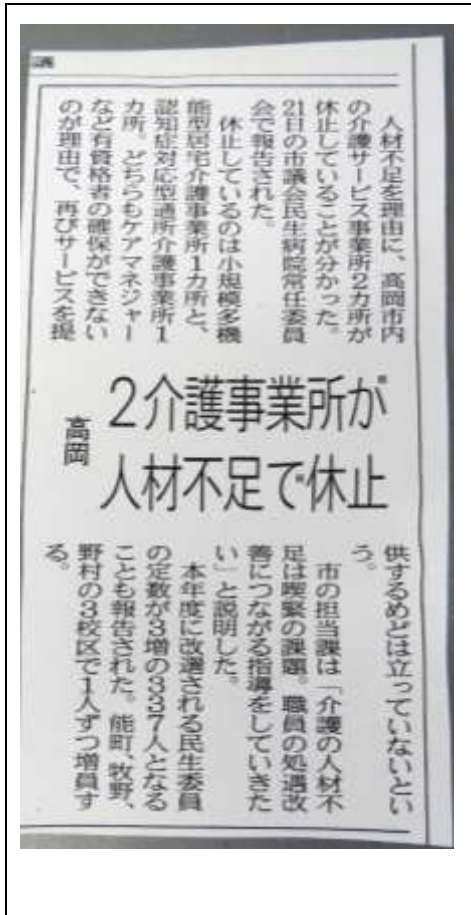 人材不足を理由に、高岡市内
の介護サービス事業所2カ所が
休止していることが分かった。
21日の市議会民生病院常任委員
会で報告された。
休止しているのは小規模多機
能型居宅介護事業所1カ所と、
認知症対応型通所介護事業所1
カ所。どちらもケアマネジャー
など有資格者の確保ができない
のが理由で、再びサービスを提
2介護事業所が
人材不足で休止
高岡
供するめどは立っていないとい
う。
市の担当課は「介護の人材不
足は喫緊の課題。職員の処遇改
善につながる指導をしていきた
い」と説明した。
本年度に改選される民生委員
の定数が3増の337人となる
ことも報告された。能町、牧野、
野村の3校区で1人ずつ増員す
る。